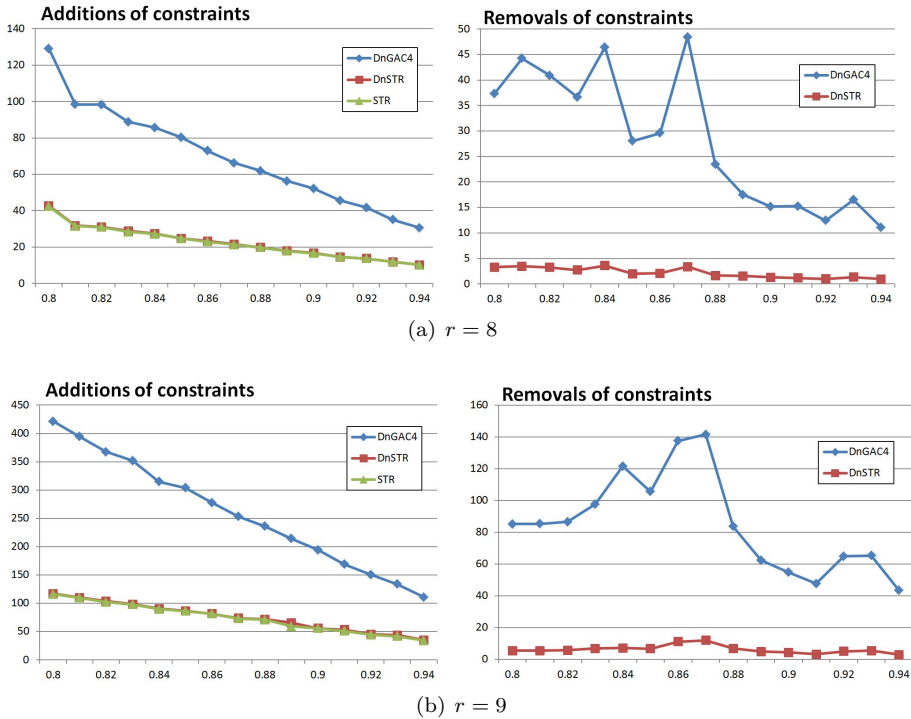 Additions of constraints
140
120
100
80
60
40
20
0
0.8 0.82 0.84 0.86 0.88 0.9 0.92 0.94
DnGAC4
DnSTR
STR
Removals of constraints
50
45
40
35
30
25
20
15
10
5
0
0.8 0.82 0.84 0.86 0.88 0.9 0.92 0.94
DnGAC4
DnSTR
(a) r = 8
Additions of constraints
450
400
350
300
250
200
150
100
50
0
0.8 0.82 0.84 0.86 0.88 0.9 0.92 0.94
DnGAC4
DnSTR
STR
Removals of constraints
160
140
120
100
80
60
40
20
0
0.8 0.82 0.84 0.86 0.88 0.9 0.92 0.94
DnGAC4
DnSTR
(b) r = 9